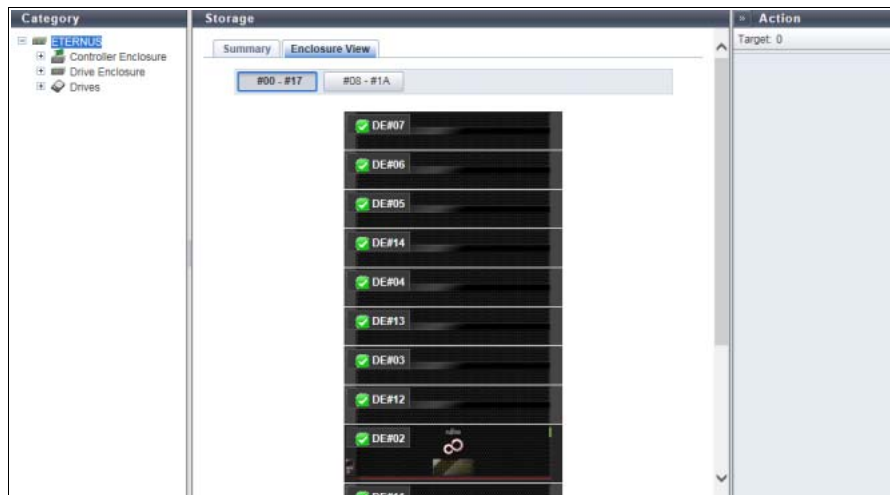 Category
ETERNUS
Controller Enclosure
Drive Enclosure
Drives
Storage
Summary
Enclosure View
#00 - #17
#D8 - #1A
DE#07
DE#06
DE#05
DE#14
DE#04
DE#13
DE#03
DE#12
DE#02
» Action
Target: 0